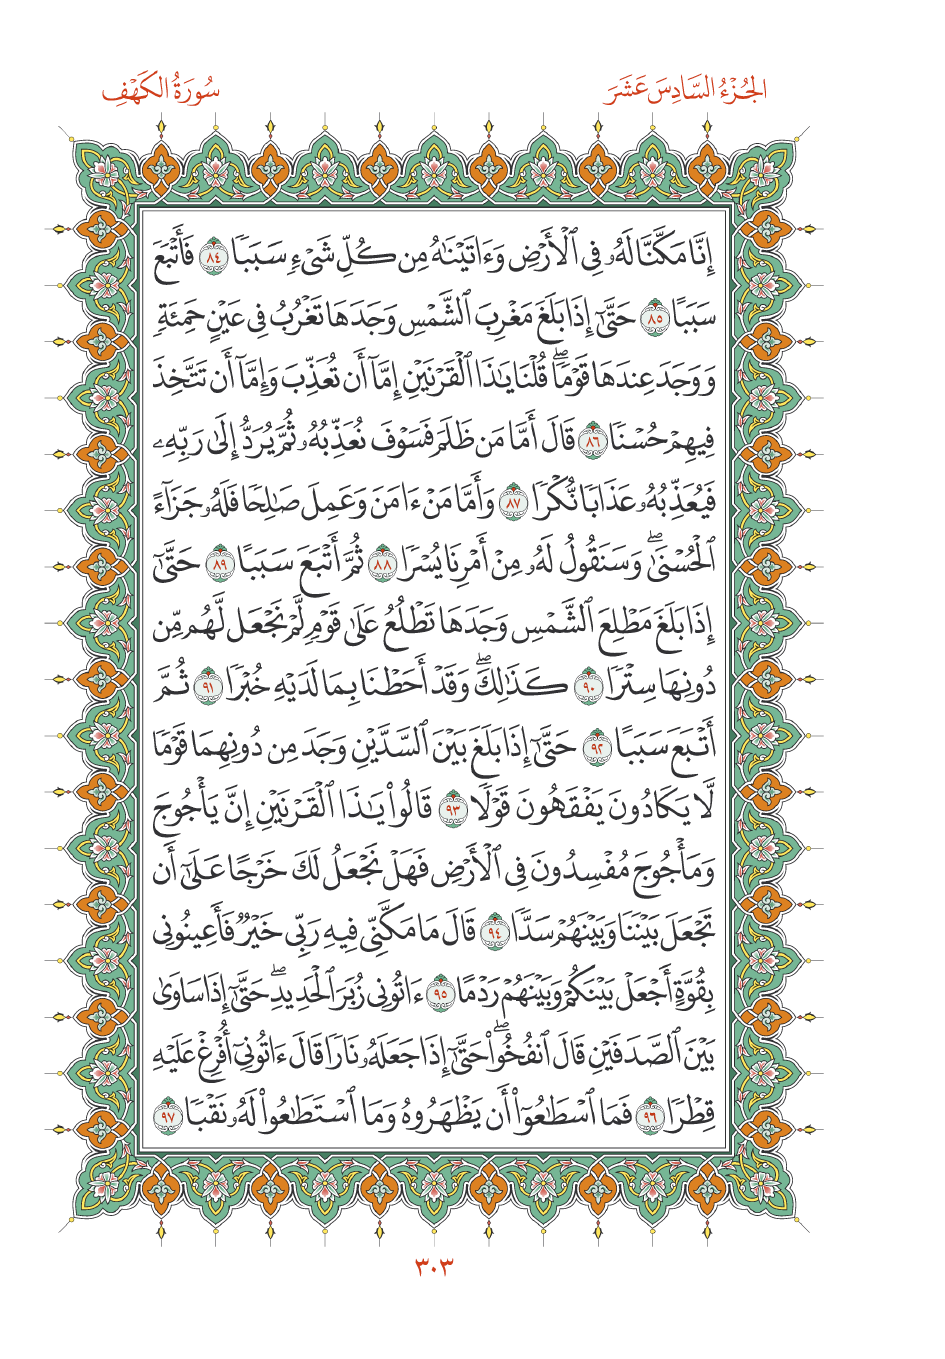 الجُزْءُ السَّادِسَ عَشَرَ
سُورَةُ الكَهْفِ
إِنَّا مَكَّنَّا لَهُۥ فِى ٱلْأَرْضِ وَءَاتَيْنَٰهُ مِن كُلِّ شَىْءٍ سَبَبًا ٨٤ فَأَتْبَعَ
سَبَبًا ٨٥ حَتَّىٰٓ إِذَا بَلَغَ مَغْرِبَ ٱلشَّمْسِ وَجَدَهَا تَغْرُبُ فِى عَيْنٍ حَمِئَةٍ
وَوَجَدَ عِندَهَا قَوْمًا ۗ قُلْنَا يَٰذَا ٱلْقَرْنَيْنِ إِمَّآ أَن تُعَذِّبَ وَإِمَّآ أَن تَتَّخِذَ
فِيهِمْ حُسْنًا ٨٦ قَالَ أَمَّا مَن ظَلَمَ فَسَوْفَ نُعَذِّبُهُۥ ثُمَّ يُرَدُّ إِلَىٰ رَبِّهِۦ
فَيُعَذِّبُهُۥ عَذَابًا نُّكْرًا ٨٧ وَأَمَّا مَنْ ءَامَنَ وَعَمِلَ صَٰلِحًا فَلَهُۥ جَزَآءً
ٱلْحُسْنَىٰ ۖ وَسَنَقُولُ لَهُۥ مِنْ أَمْرِنَا يُسْرًا ٨٨ ثُمَّ أَتْبَعَ سَبَبًا ٨٩ حَتَّىٰٓ
إِذَا بَلَغَ مَطْلِعَ ٱلشَّمْسِ وَجَدَهَا تَطْلُعُ عَلَىٰ قَوْمٍ لَّمْ نَجْعَل لَّهُم مِّن
دُونِهَا سِتْرًا ٩٠ كَذَٰلِكَ ۖ وَقَدْ أَحَطْنَا بِمَا لَدَيْهِ خُبْرًا ٩١ ثُمَّ
أَتْبَعَ سَبَبًا ٩٢ حَتَّىٰٓ إِذَا بَلَغَ بَيْنَ ٱلسَّدَّيْنِ وَجَدَ مِن دُونِهِمَا قَوْمًا
لَّا يَكَادُونَ يَفْقَهُونَ قَوْلًا ٩٣ قَالُوا۟ يَٰذَا ٱلْقَرْنَيْنِ إِنَّ يَأْجُوجَ
وَمَأْجُوجَ مُفْسِدُونَ فِى ٱلْأَرْضِ فَهَلْ نَجْعَلُ لَكَ خَرْجًا عَلَىٰٓ أَن
تَجْعَلَ بَيْنَنَا وَبَيْنَهُمْ سَدًّا ٩٤ قَالَ مَا مَكَّنِّى فِيهِ رَبِّى خَيْرٌ فَأَعِينُونِى
بِقُوَّةٍ أَجْعَلْ بَيْنَكُمْ وَبَيْنَهُمْ رَدْمًا ٩٥ ءَاتُونِى زُبَرَ ٱلْحَدِيدِ ۖ حَتَّىٰٓ إِذَا سَاوَىٰ
بَيْنَ ٱلصَّدَفَيْنِ قَالَ ٱنفُخُوا۟ ۖ حَتَّىٰٓ إِذَا جَعَلَهُۥ نَارًا قَالَ ءَاتُونِىٓ أُفْرِغْ عَلَيْهِ
قِطْرًا ٩٦ فَمَا ٱسْطَٰعُوٓا۟ أَن يَظْهَرُوهُ وَمَا ٱسْتَطَٰعُوا۟ لَهُۥ نَقْبًا ٩٧
٣٠٣